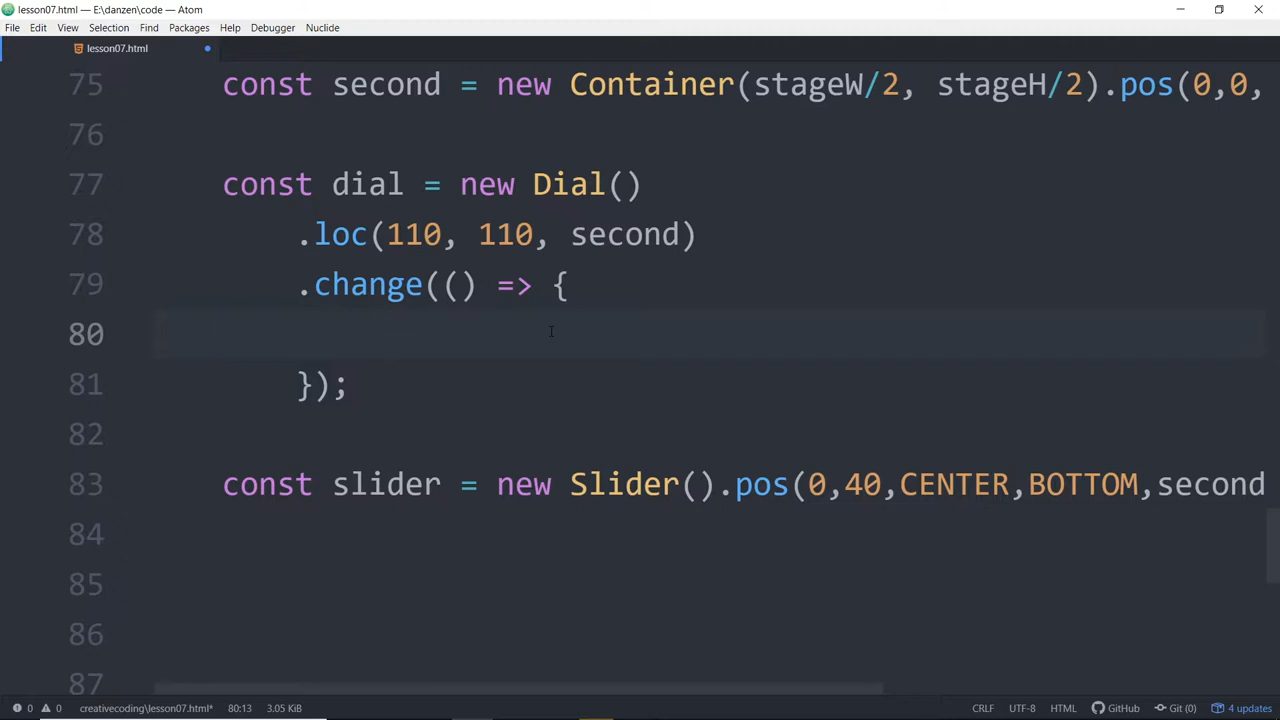 lesson07.html — E:\danzen\code — Atom
File Edit View Selection Find Packages Help Debugger Nuclide
lesson07.html
75 const second = new Container(stageW/2, stageH/2).pos(0,0,
76
77 const dial = new Dial()
78 .loc(110, 110, second)
79 .change(() => {
80
81 });
82
83 const slider = new Slider().pos(0,40,CENTER,BOTTOM,second
84
85
86
87
0 0 creativecoding\lesson07.html* 80:13 3.05 KiB CRLF UTF-8 HTML GitHub Git (0) 4 updates